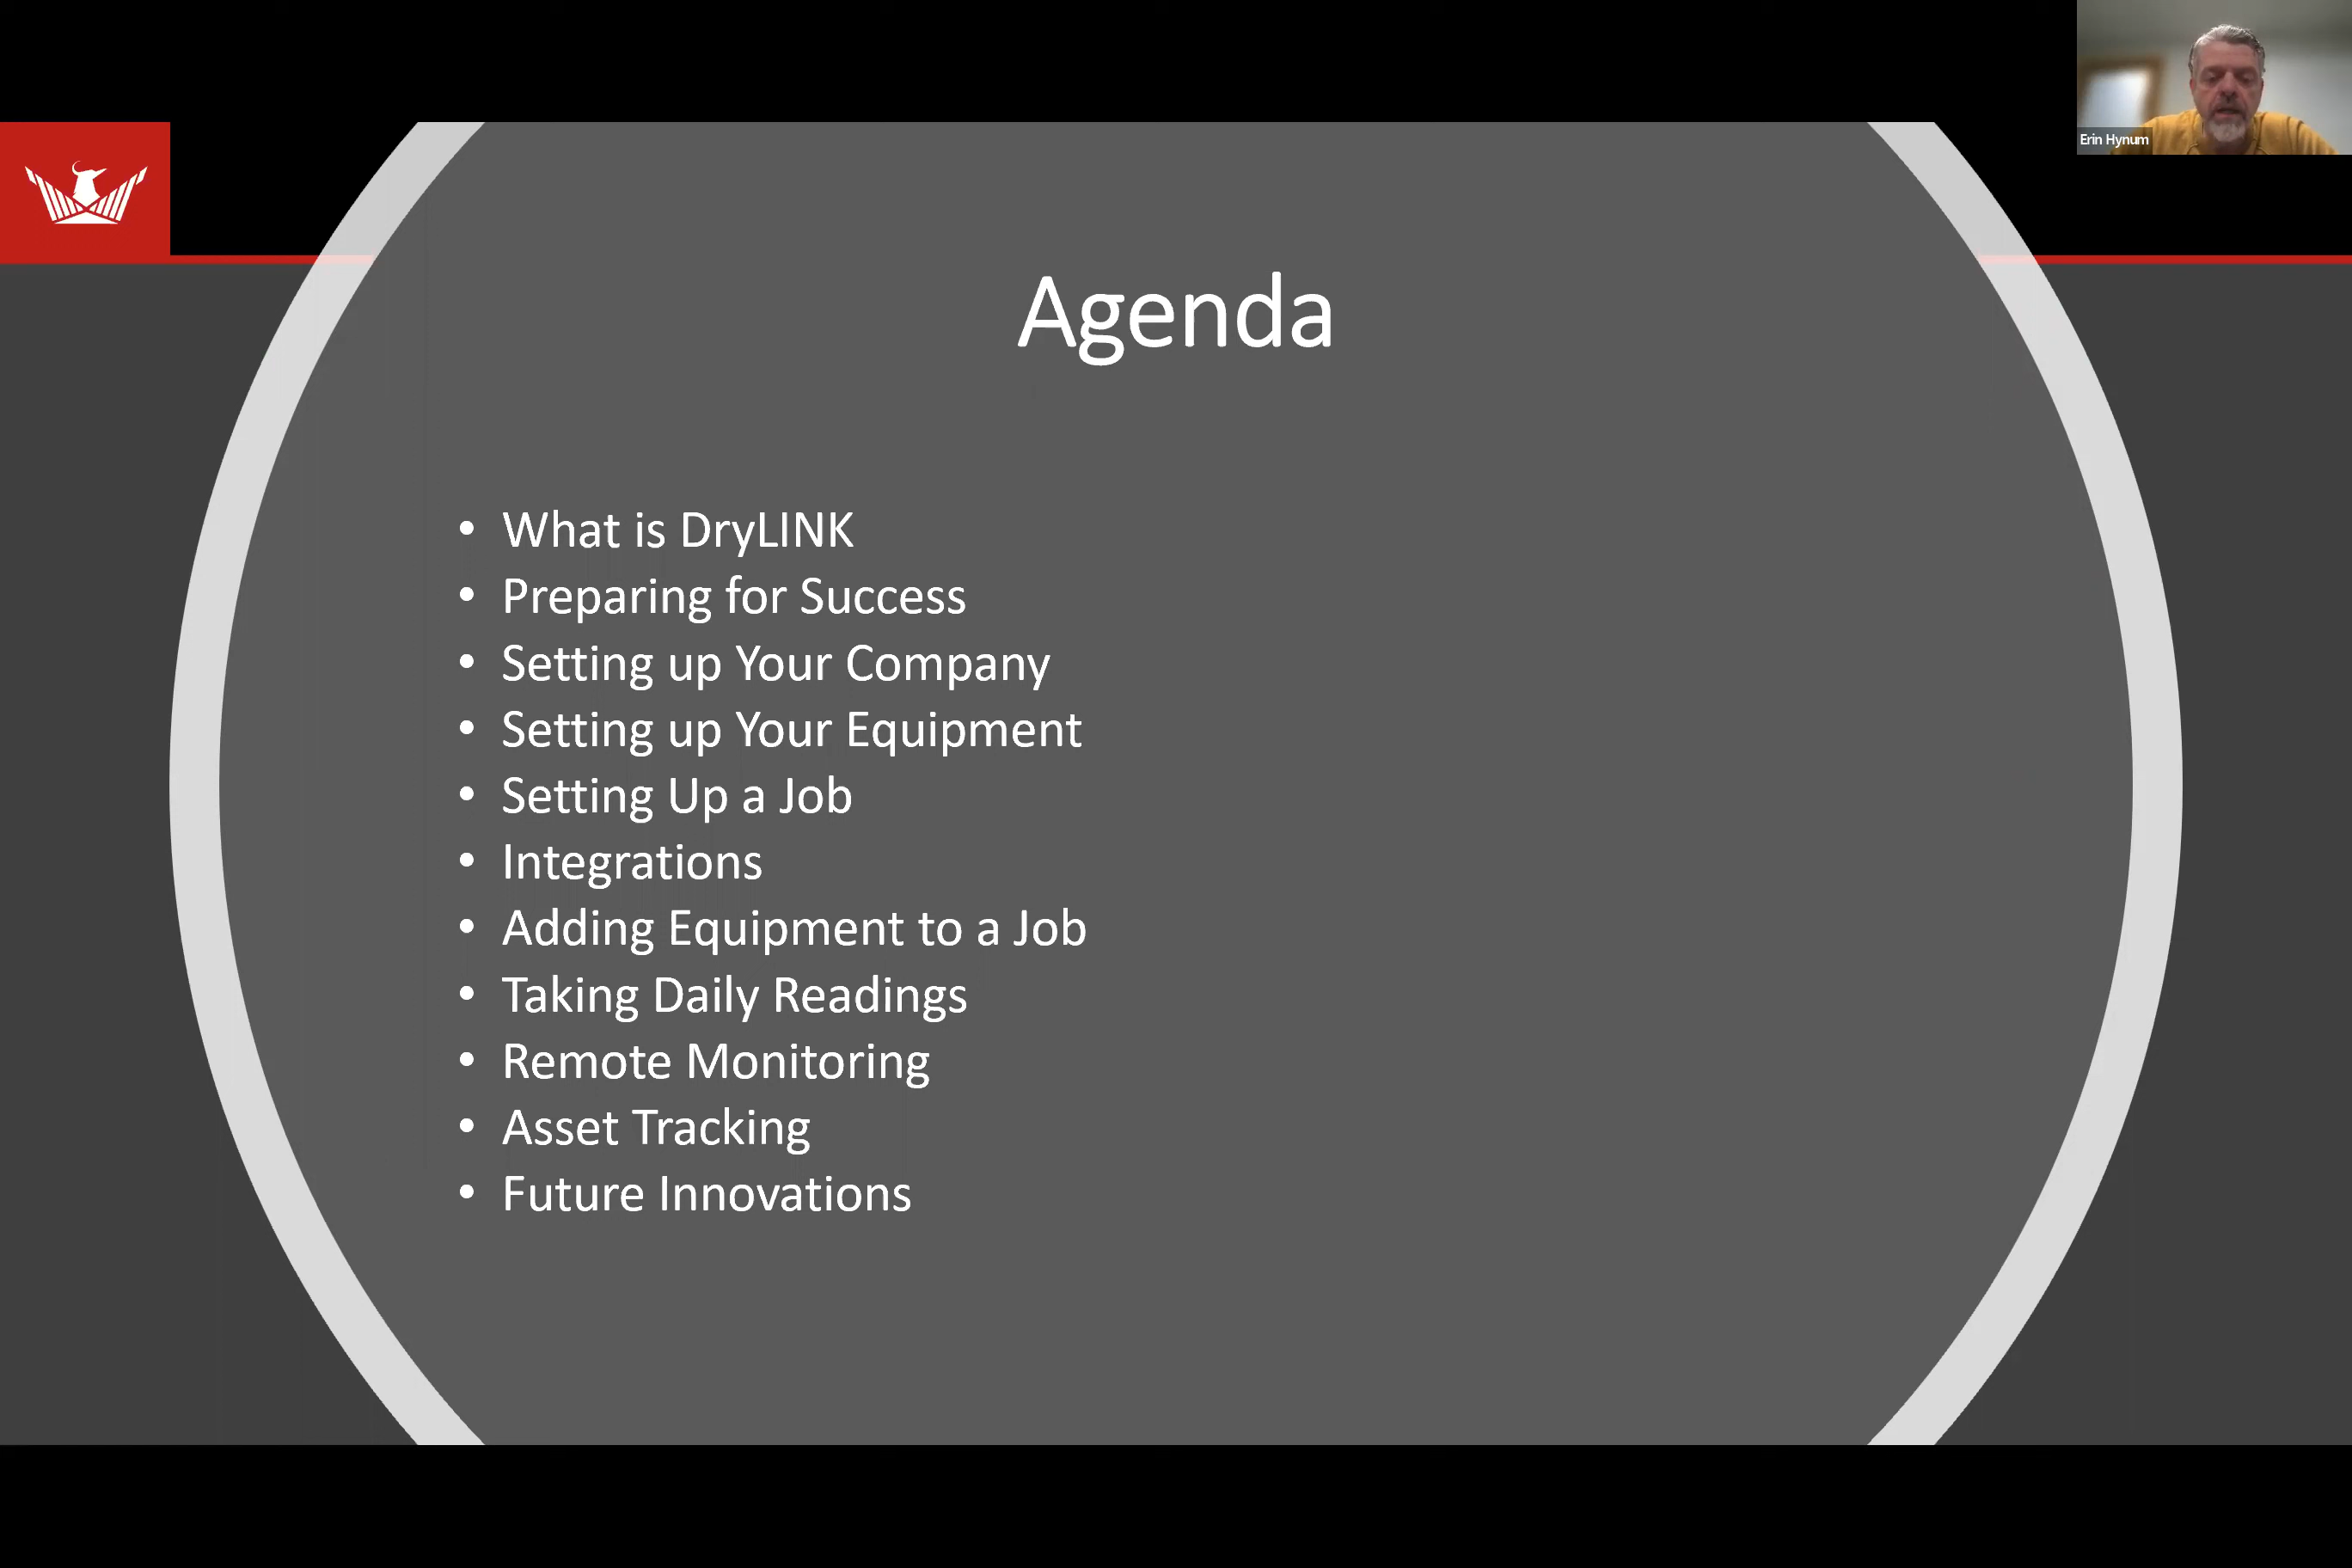 Erin Hynum
Agenda
• What is DryLINK
• Preparing for Success
• Setting up Your Company
• Setting up Your Equipment
• Setting Up a Job
• Integrations
• Adding Equipment to a Job
• Taking Daily Readings
• Remote Monitoring
• Asset Tracking
• Future Innovations